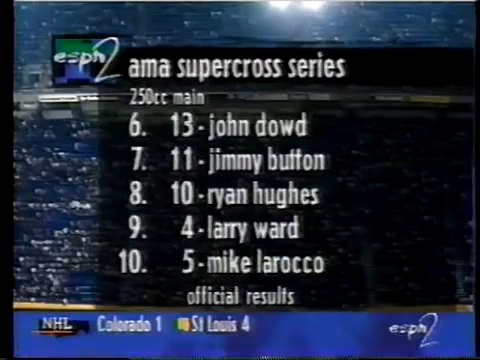 espn2
ama supercross series
250cc main
6. 13-john dowd
7. 11-jimmy button
8. 10-ryan hughes
9. 4-larry ward
10. 5-mike larocco
official results
NHL Colorado 1 St Louis 4 espn2